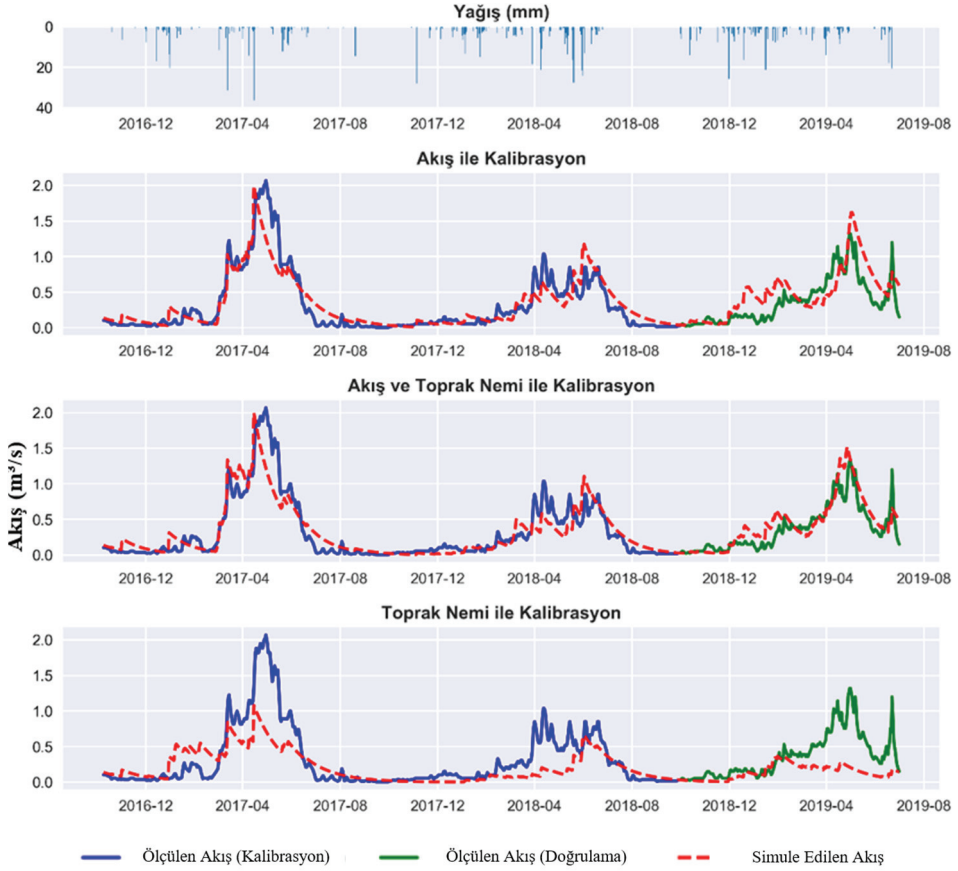 Yağış (mm)
0
20
40
2016-12 2017-04 2017-08 2017-12 2018-04 2018-08 2018-12 2019-04 2019-08
Akış ile Kalibrasyon
2.0
1.5
1.0
0.5
0.0
2016-12 2017-04 2017-08 2017-12 2018-04 2018-08 2018-12 2019-04 2019-08
Akış ve Toprak Nemi ile Kalibrasyon
2.0
1.5
1.0
0.5
0.0
2016-12 2017-04 2017-08 2017-12 2018-04 2018-08 2018-12 2019-04 2019-08
Akış (m³/s)
Toprak Nemi ile Kalibrasyon
2.0
1.5
1.0
0.5
0.0
2016-12 2017-04 2017-08 2017-12 2018-04 2018-08 2018-12 2019-04 2019-08
Ölçülen Akış (Kalibrasyon) Ölçülen Akış (Doğrulama) Simule Edilen Akış